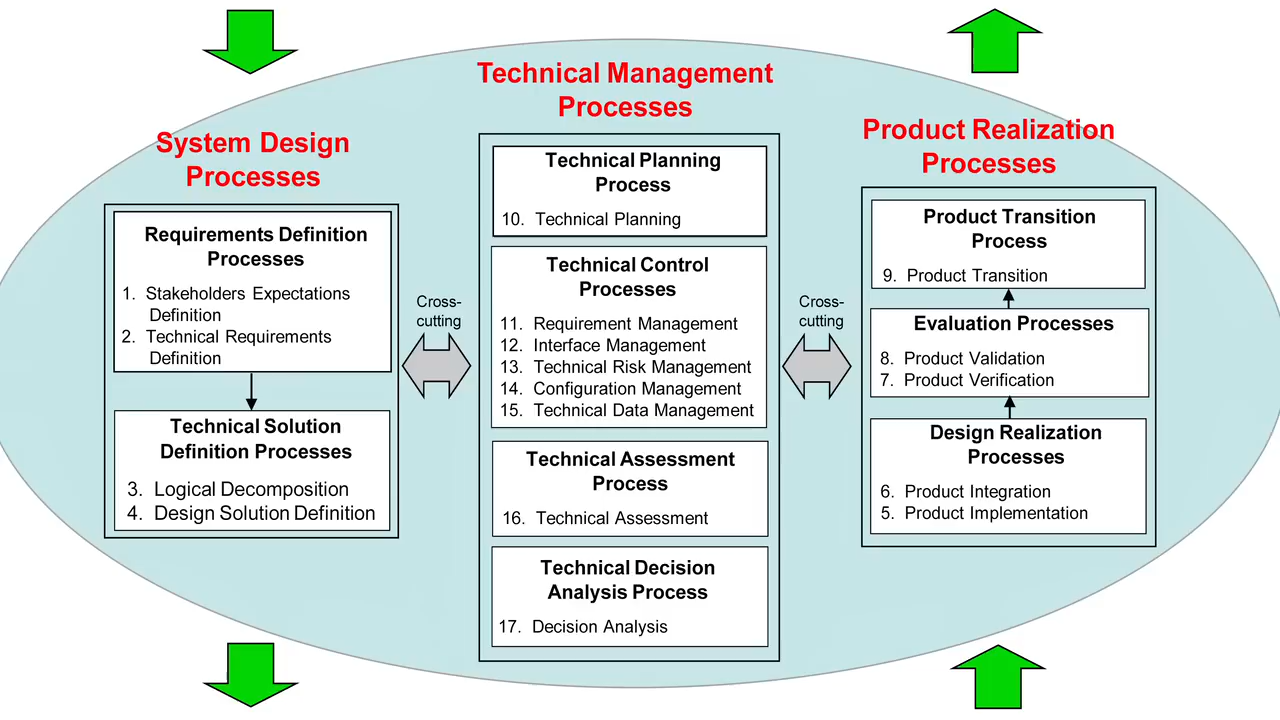 System Design
Processes
Requirements Definition
Processes
1. Stakeholders Expectations
Definition
2. Technical Requirements
Definition
Technical Solution
Definition Processes
3. Logical Decomposition
4. Design Solution Definition
Cross-
cutting
Technical Management
Processes
Technical Planning
Process
10. Technical Planning
Technical Control
Processes
11. Requirement Management
12. Interface Management
13. Technical Risk Management
14. Configuration Management
15. Technical Data Management
Technical Assessment
Process
16. Technical Assessment
Technical Decision
Analysis Process
17. Decision Analysis
Cross-
cutting
Product Realization
Processes
Product Transition
Process
9. Product Transition
Evaluation Processes
8. Product Validation
7. Product Verification
Design Realization
Processes
6. Product Integration
5. Product Implementation